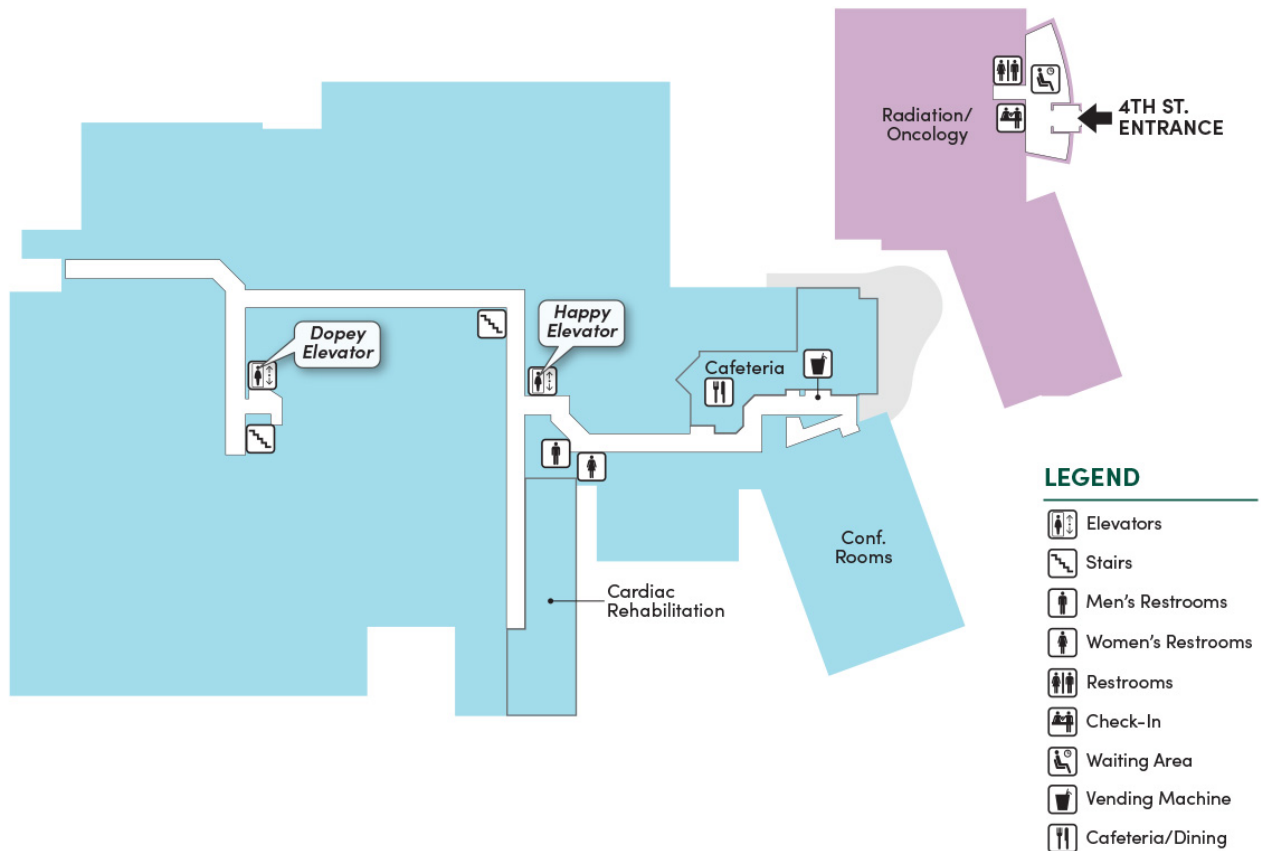 Radiation/
Oncology
4TH ST.
ENTRANCE
Dopey
Elevator
Happy
Elevator
Cafeteria
Conf.
Rooms
Cardiac
Rehabilitation
LEGEND
Elevators
Stairs
Men's Restrooms
Women's Restrooms
Restrooms
Check-In
Waiting Area
Vending Machine
Cafeteria/Dining